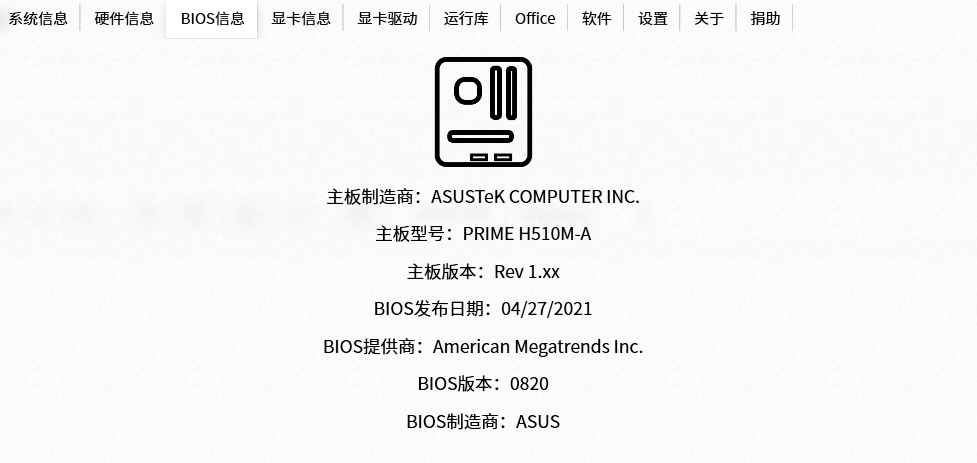 系统信息 硬件信息 BIOS信息 显卡信息 显卡驱动 运行库 Office 软件 设置 关于 捐助
主板制造商：ASUSTeK COMPUTER INC.
主板型号：PRIME H510M-A
主板版本：Rev 1.xx
BIOS发布日期：04/27/2021
BIOS提供商：American Megatrends Inc.
BIOS版本：0820
BIOS制造商：ASUS